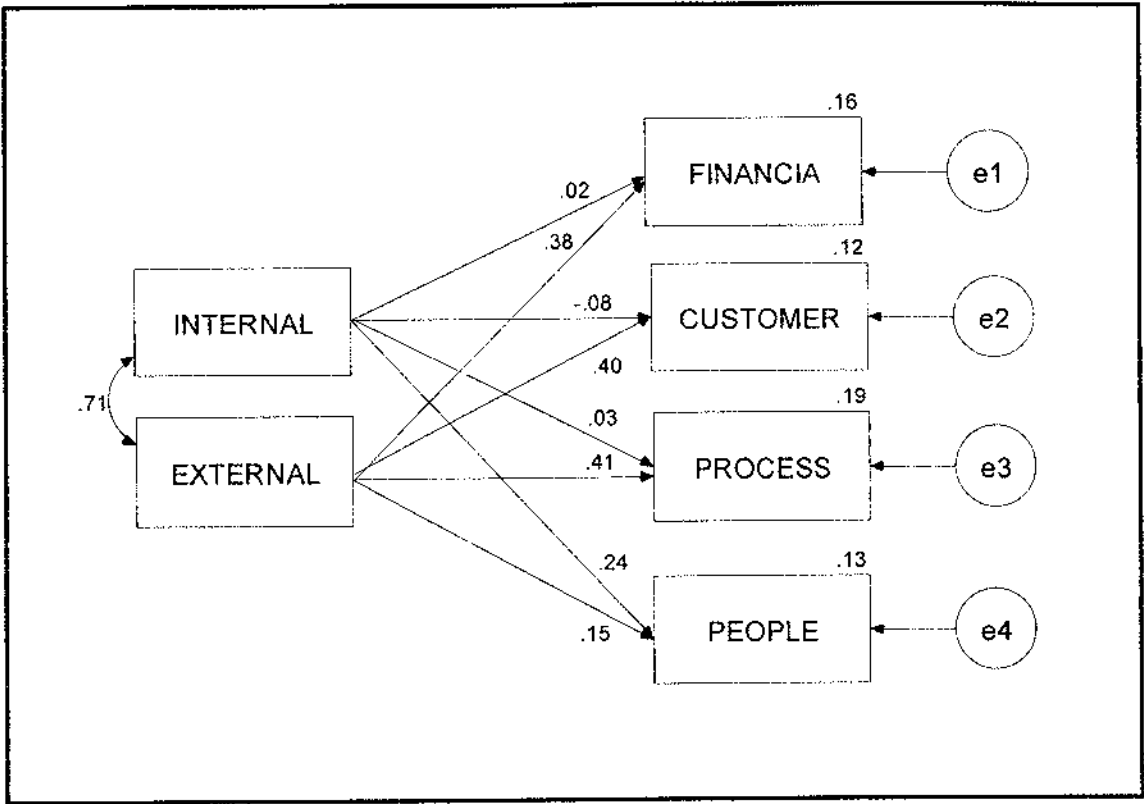 .16
FINANCIA
e1
.02
.38
.12
INTERNAL
-.08
CUSTOMER
e2
.40
.71
.19
.03
EXTERNAL
.41
PROCESS
e3
.24
.13
.15
PEOPLE
e4